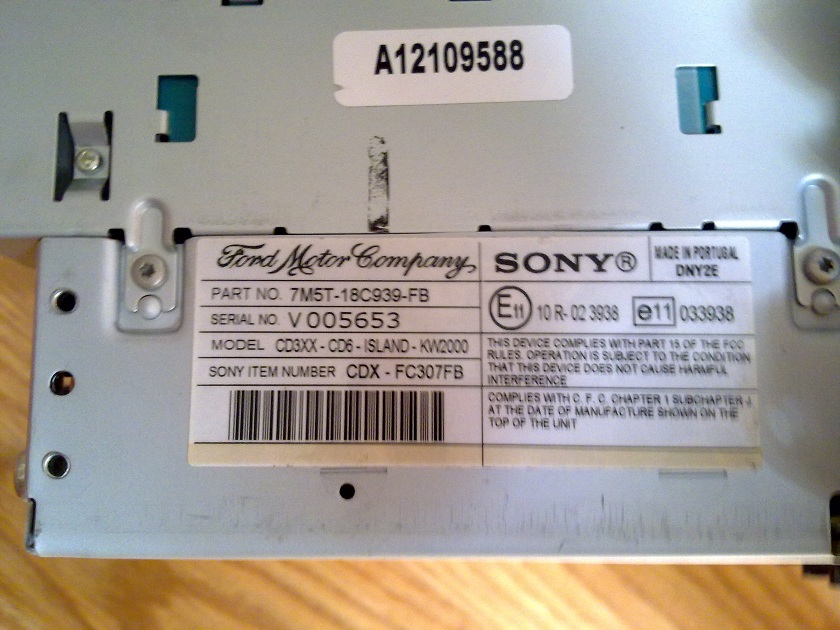 A12109588
Ford Motor Company
PART NO. 7M5T-18C939-FB
SERIAL NO. V005653
MODEL CD3XX - CD6 - ISLAND - KW2000
SONY ITEM NUMBER CDX - FC307FB
SONY®
MADE IN PORTUGAL
DNY2E
E11 10 R- 02 3938 e11 033938
THIS DEVICE COMPLIES WITH PART 15 OF THE FCC
RULES. OPERATION IS SUBJECT TO THE CONDITION
THAT THIS DEVICE DOES NOT CAUSE HARMFUL
INTERFERENCE
COMPLIES WITH C. F. C. CHAPTER 1 SUBCHAPTER J.
AT THE DATE OF MANUFACTURE SHOWN ON THE
TOP OF THE UNIT